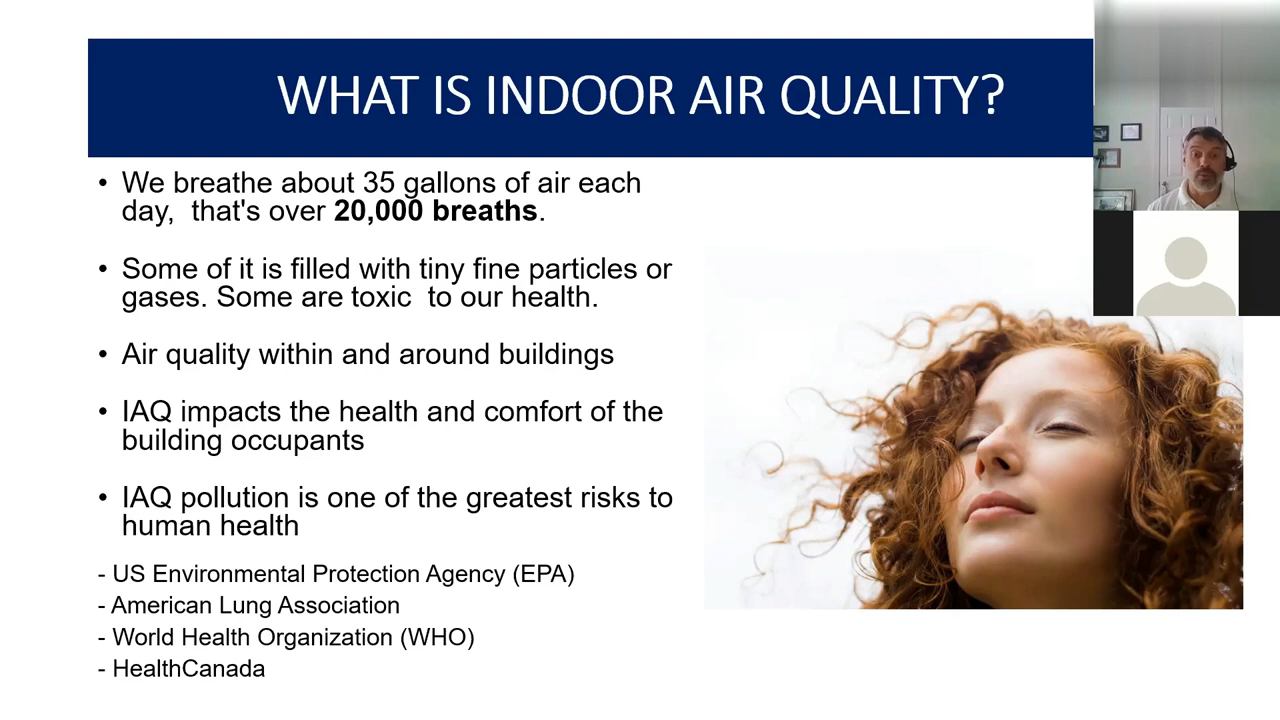 WHAT IS INDOOR AIR QUALITY?
• We breathe about 35 gallons of air each
day,  that's over 20,000 breaths.
• Some of it is filled with tiny fine particles or
gases. Some are toxic  to our health.
• Air quality within and around buildings
• IAQ impacts the health and comfort of the
building occupants
• IAQ pollution is one of the greatest risks to
human health
- US Environmental Protection Agency (EPA)
- American Lung Association
- World Health Organization (WHO)
- HealthCanada